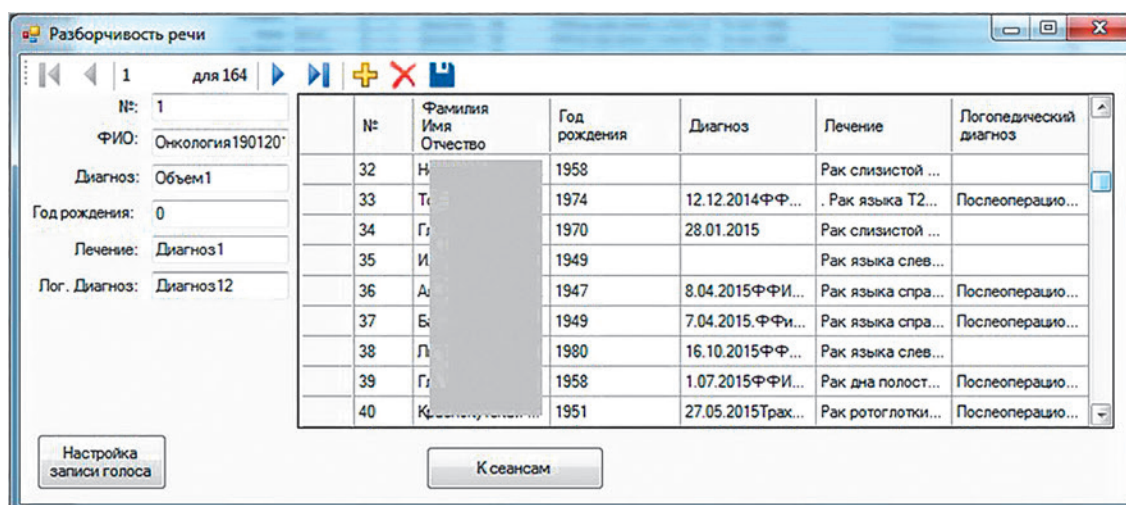 Разборчивость речи
1 для 164
№: 1
ФИО: Онкология190120
Диагноз: Объем1
Год рождения: 0
Лечение: Диагноз1
Лог. Диагноз: Диагноз12
№ Фамилия Имя Отчество Год рождения Диагноз Лечение Логопедический диагноз
32 1958 Рак слизистой ...
33 1974 12.12.2014ФФ... . Рак языка Т2... Послеоперацио...
34 1970 28.01.2015 Рак слизистой ...
35 1949 Рак языка слев...
36 1947 8.04.2015ФФИ... Рак языка спра... Послеоперацио...
37 1949 7.04.2015.ФФи... Рак языка спра... Послеоперацио...
38 1980 16.10.2015ФФ... Рак языка слев...
39 1958 1.07.2015ФФИ... Рак дна полост... Послеоперацио...
40 1951 27.05.2015Трах... Рак ротоглотки... Послеоперацио...
Настройка
записи голоса
К сеансам